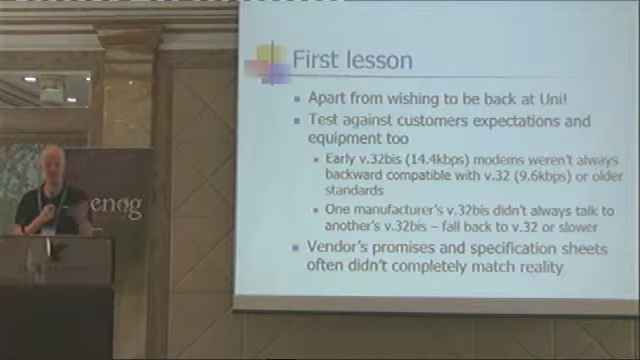 First lesson
Apart from wishing to be back at Uni!
Test against customers expectations and
equipment too
Early v.32bis (14.4kbps) modems weren't always
backward compatible with v.32 (9.6kbps) or older
standards
One manufacturer's v.32bis didn't always talk to
another's v.32bis – fall back to v.32 or slower
Vendor's promises and specification sheets
often didn't completely match reality
enog